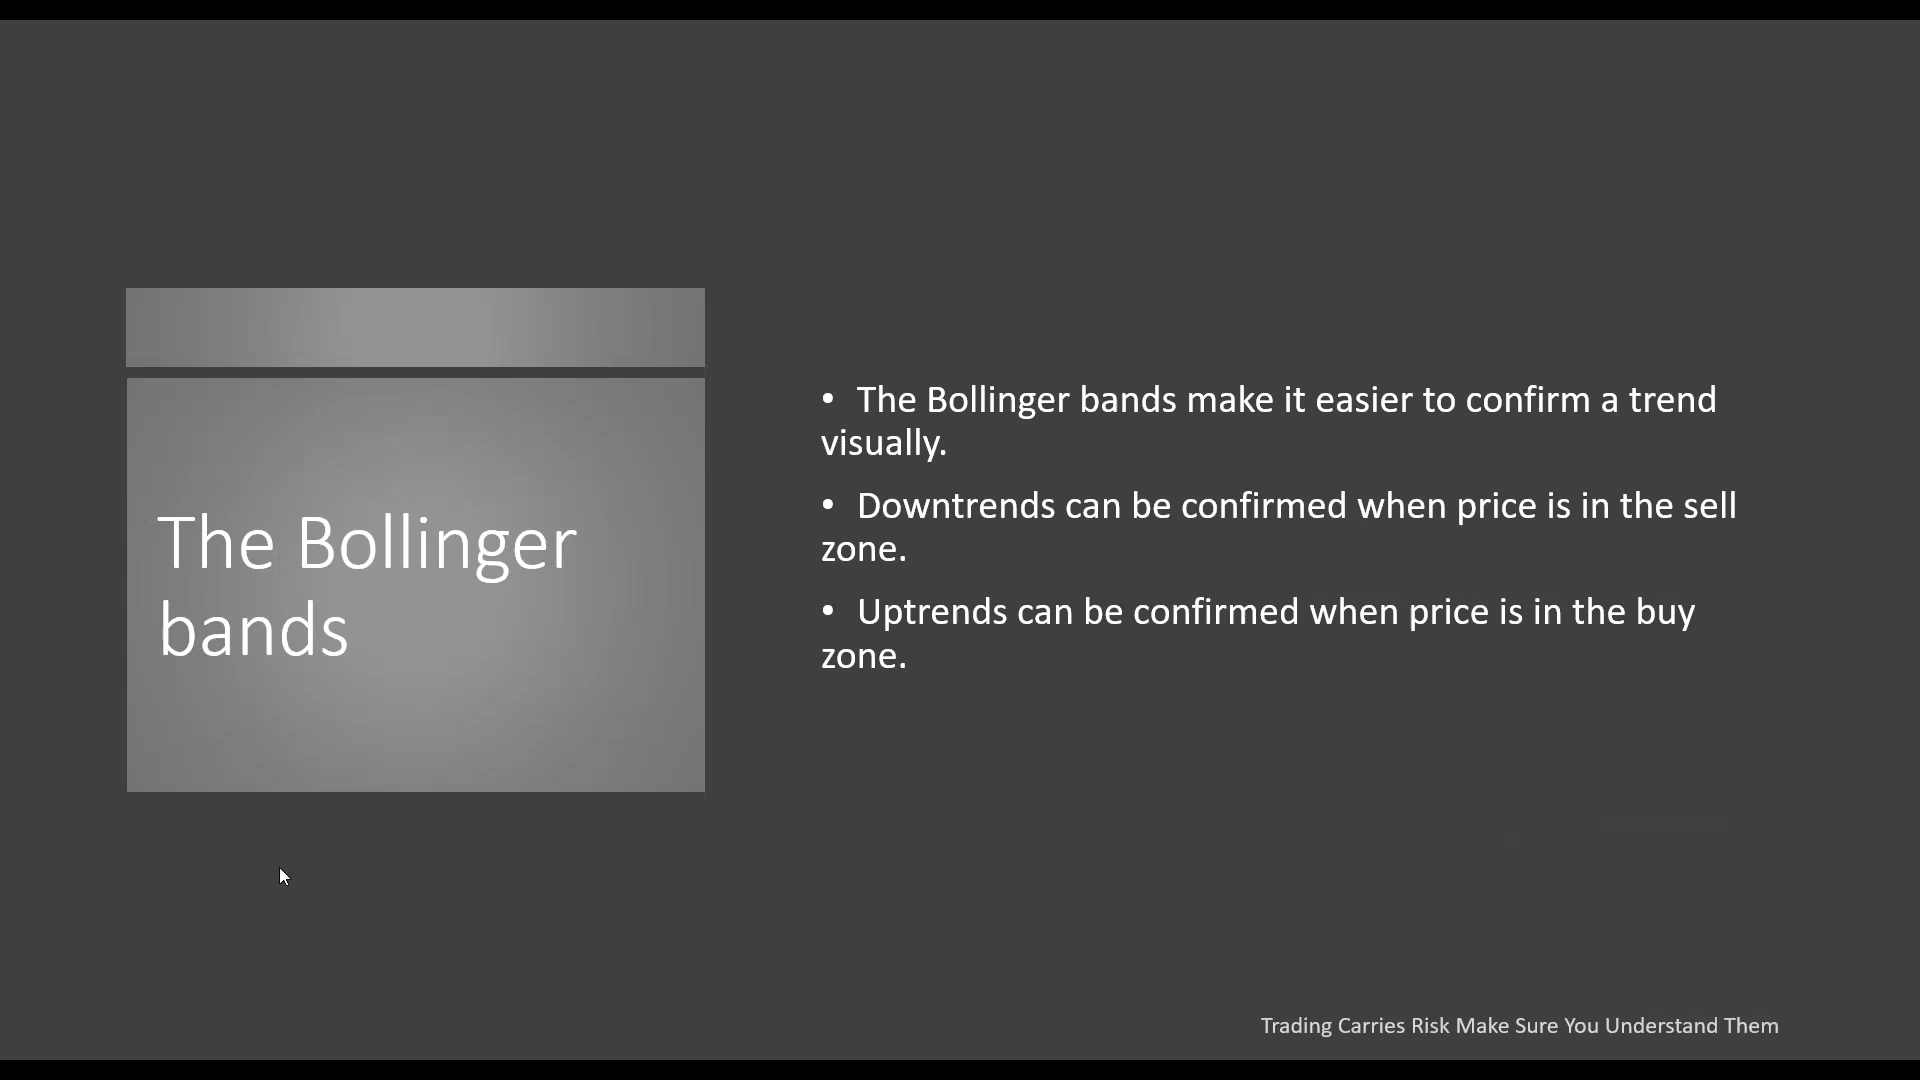 The Bollinger
bands
• The Bollinger bands make it easier to confirm a trend
visually.
• Downtrends can be confirmed when price is in the sell
zone.
• Uptrends can be confirmed when price is in the buy
zone.
Trading Carries Risk Make Sure You Understand Them